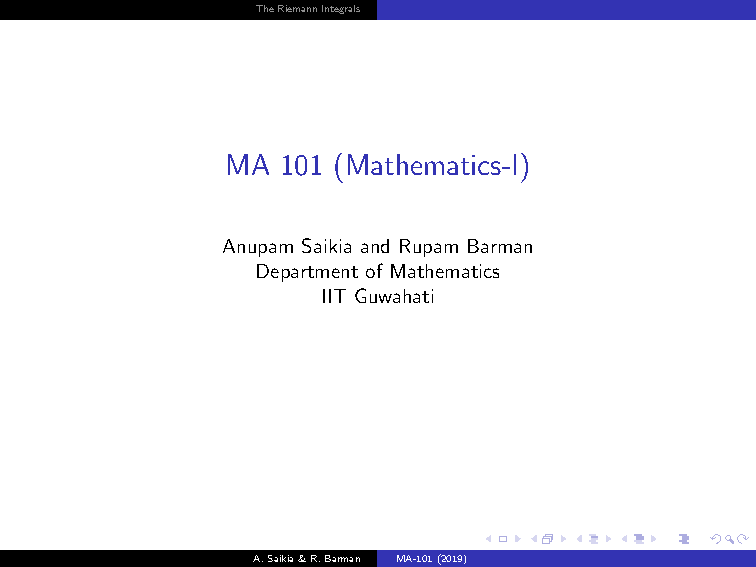 The Riemann Integrals
MA 101 (Mathematics-I)
Anupam Saikia and Rupam Barman
Department of Mathematics
IIT Guwahati
A. Saikia & R. Barman MA-101 (2019)